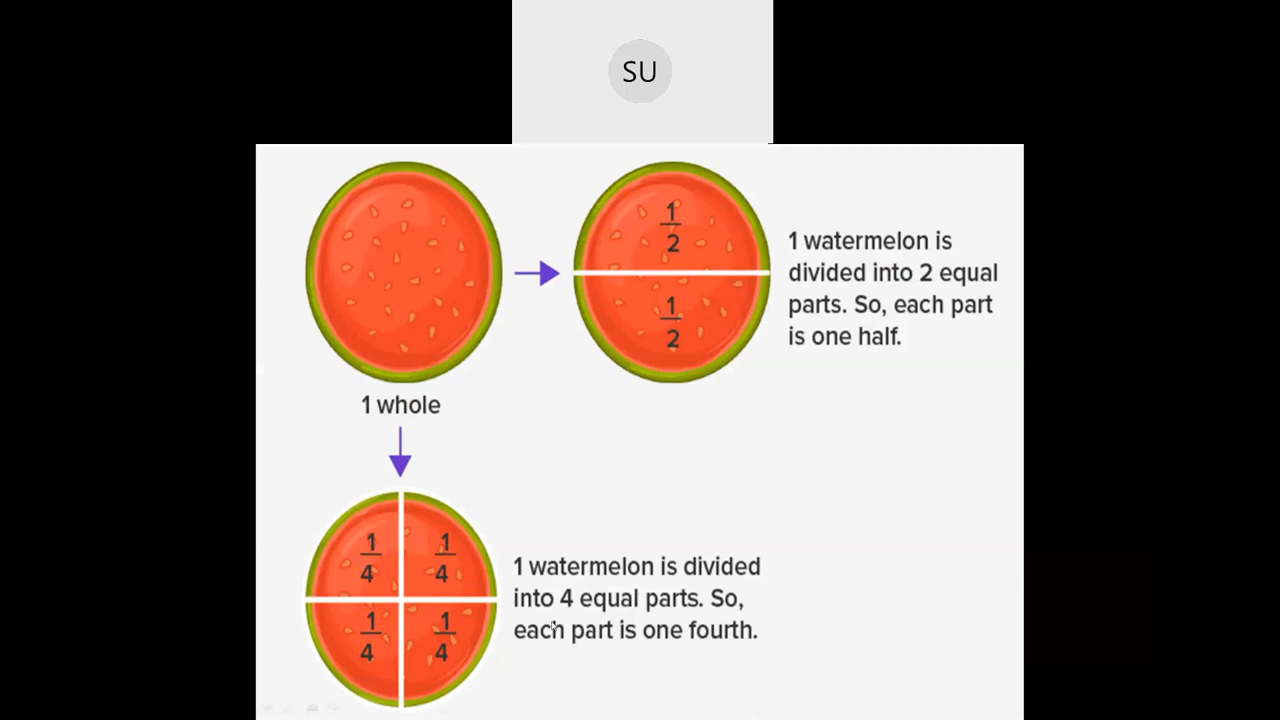 SU
1
2
1
2
1 watermelon is
divided into 2 equal
parts. So, each part
is one half.
1 whole
1
4
1
4
1
4
1
4
1 watermelon is divided
into 4 equal parts. So,
each part is one fourth.